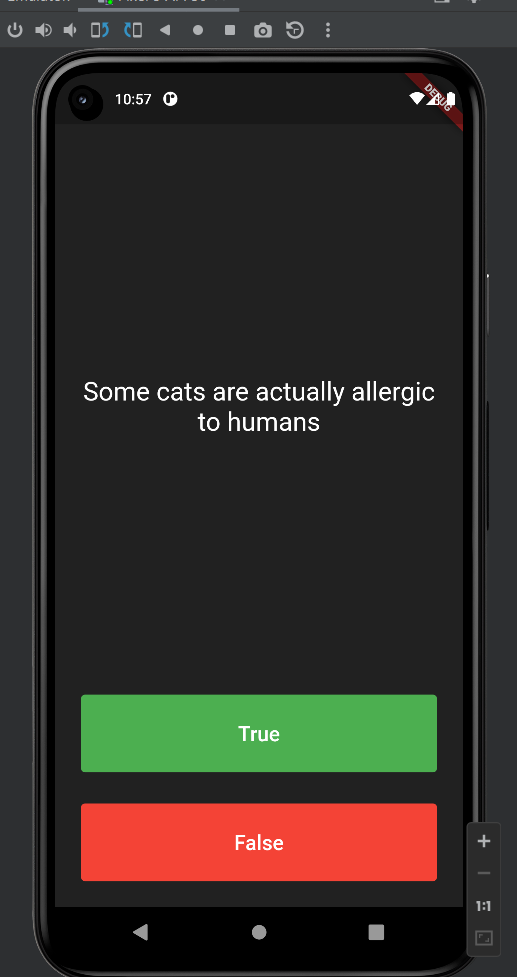 10:57
DEBUG
Some cats are actually allergic
to humans
True
False
1:1